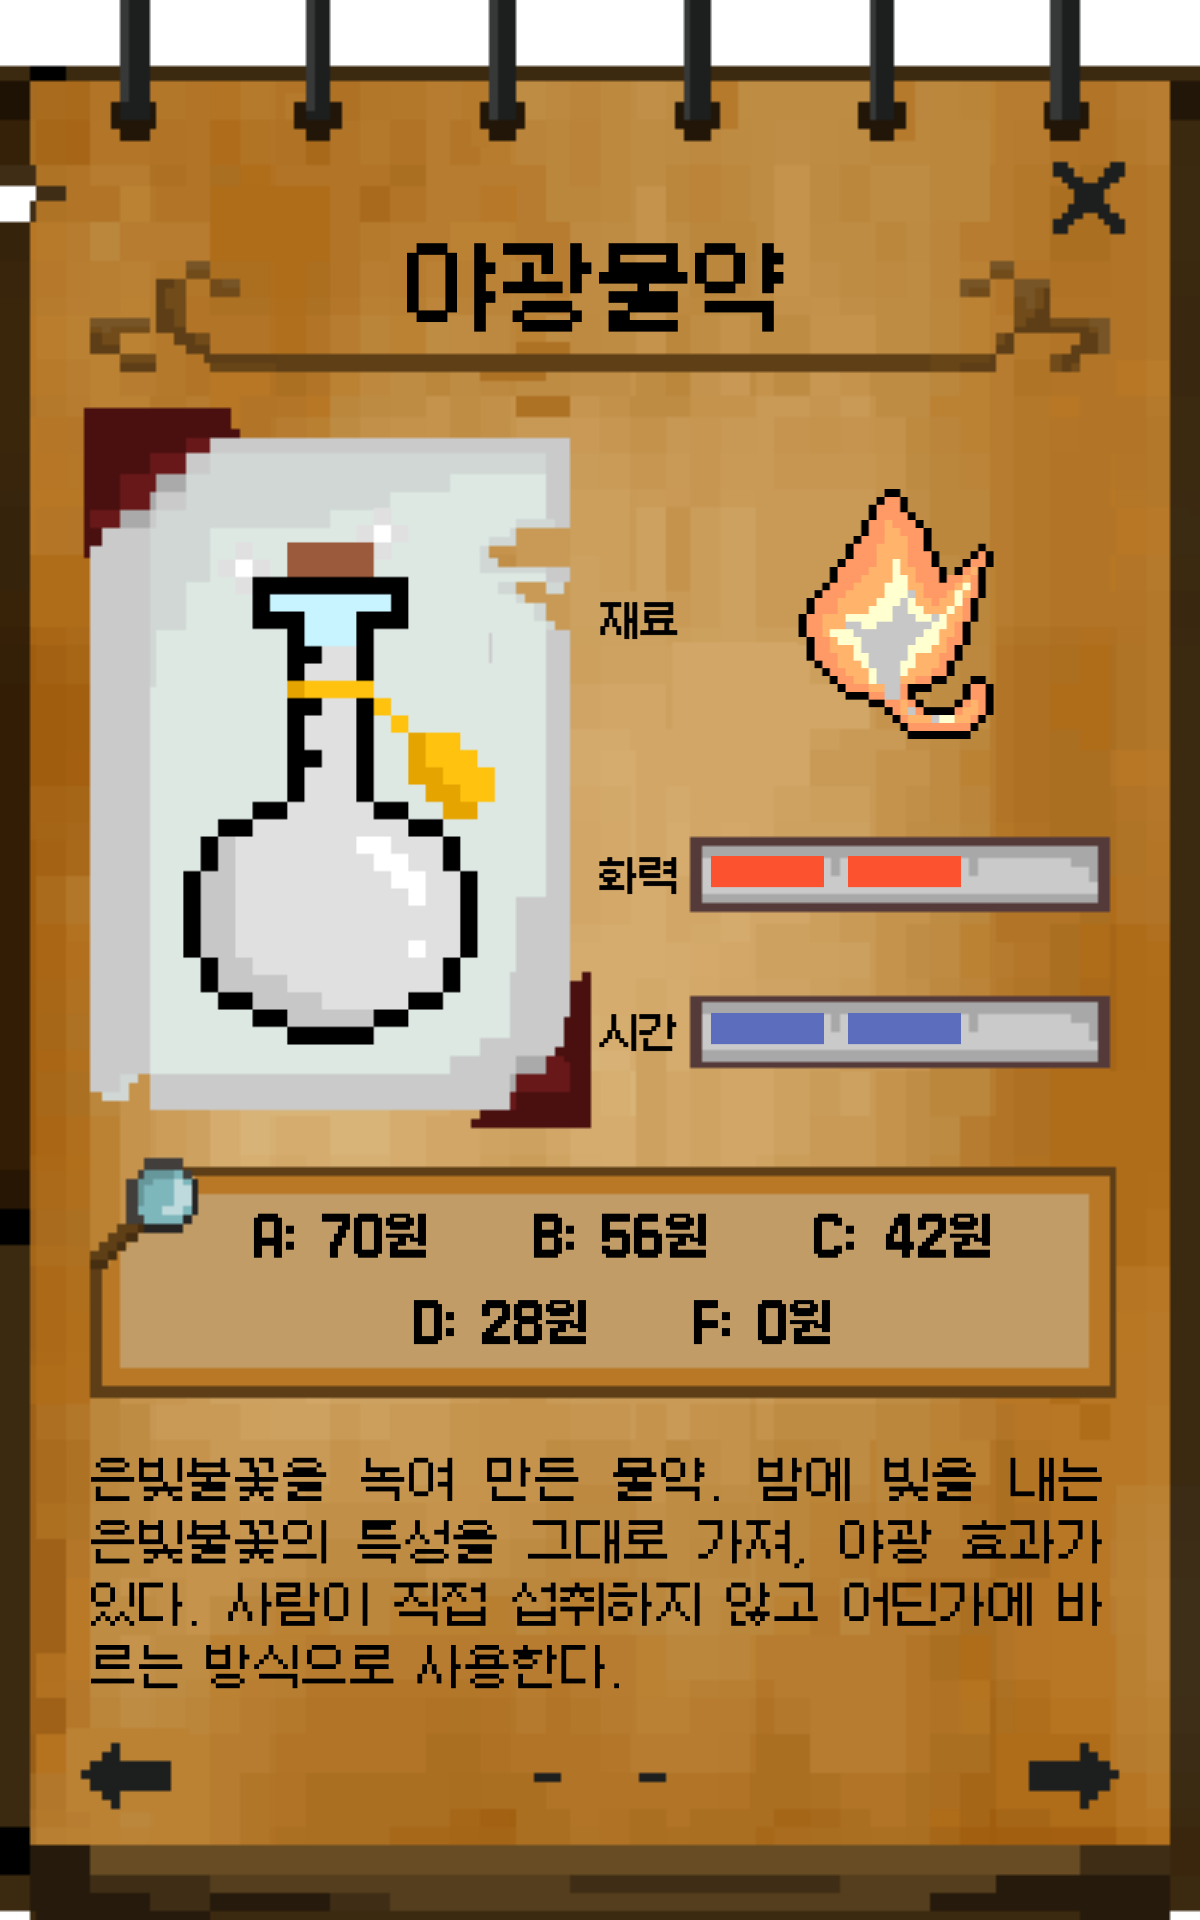 야광물약
재료
화력
시간
A: 70원 B: 56원 C: 42원
D: 28원 F: 0원
은빛불꽃을 녹여 만든 물약. 밤에 빛을 내는
은빛불꽃의 특성을 그대로 가져, 야광 효과가
있다. 사람이 직접 섭취하지 않고 어딘가에 바
르는 방식으로 사용한다.
- -